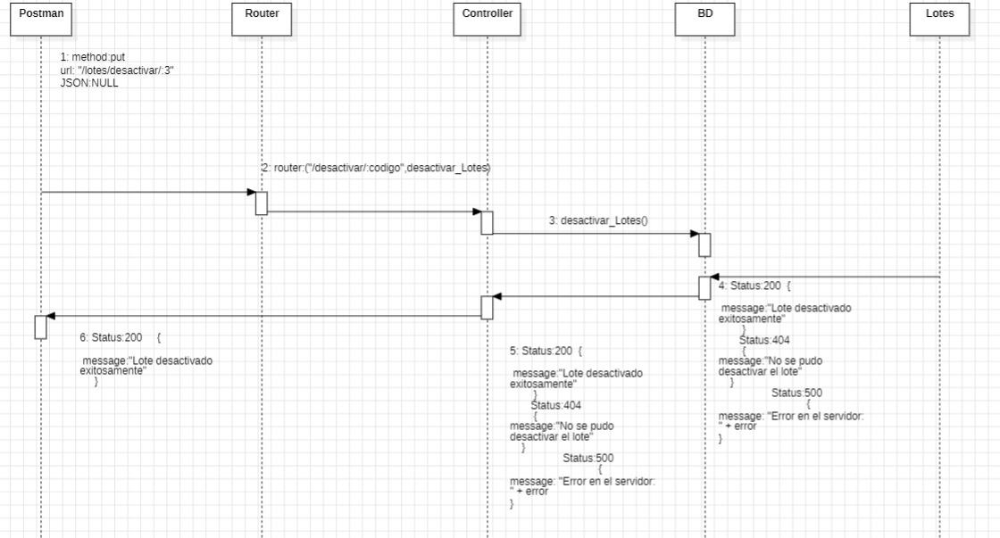 Postman
Router
Controller
BD
Lotes
1: method:put
url: "/lotes/desactivar/:3"
JSON:NULL
2: router:("/desactivar/:codigo",desactivar_Lotes)
3: desactivar_Lotes()
4: Status:200 {
message:"Lote desactivado
exitosamente"
}
Status:404
{
message:"No se pudo
desactivar el lote"
}
Status:500
{
message: "Error en el servidor:
" + error
}
5: Status:200 {
message:"Lote desactivado
exitosamente"
}
Status:404
{
message:"No se pudo
desactivar el lote"
}
Status:500
{
message: "Error en el servidor:
" + error
}
6: Status:200 {
message:"Lote desactivado
exitosamente"
}